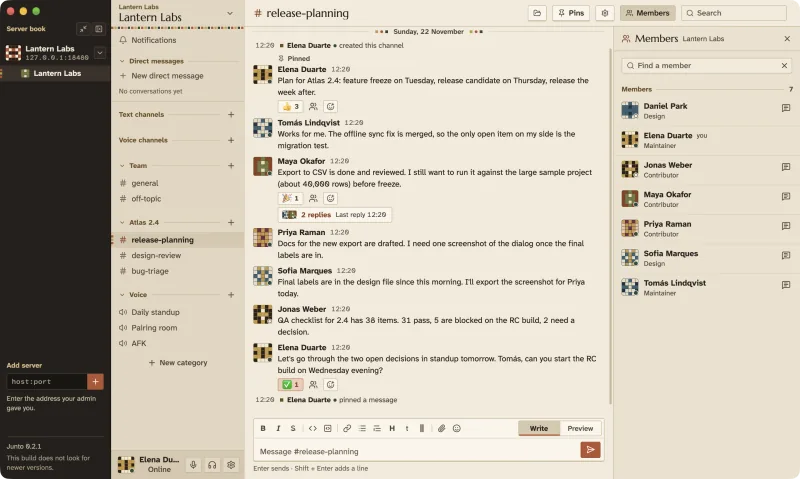 Server book
Lantern Labs
127.0.0.1:18480
Lantern Labs
Add server
host:port
+
Enter the address your admin
gave you.
Junto 0.2.1
This build does not look for
newer versions.
Lantern Labs
Lantern Labs
Notifications
Direct messages
+ New direct message
No conversations yet
Text channels +
Voice channels +
Team +
# general
# off-topic
Atlas 2.4 +
# release-planning
# design-review
# bug-triage
Voice +
Daily standup
Pairing room
AFK
+ New category
Elena Du...
Online
# release-planning
Pins
Members
Search
Sunday, 22 November
12:20 Elena Duarte • created this channel
Pinned
Elena Duarte 12:20
Plan for Atlas 2.4: feature freeze on Tuesday, release candidate on Thursday, release the
week after.
👍 3
Tomás Lindqvist 12:20
Works for me. The offline sync fix is merged, so the only open item on my side is the
migration test.
Maya Okafor 12:20
Export to CSV is done and reviewed. I still want to run it against the large sample project
(about 40,000 rows) before freeze.
🎉 1
2 replies Last reply 12:20
Priya Raman 12:20
Docs for the new export are drafted. I need one screenshot of the dialog once the final
labels are in.
Sofia Marques 12:20
Final labels are in the design file since this morning. I'll export the screenshot for Priya
today.
Jonas Weber 12:20
QA checklist for 2.4 has 38 items. 31 pass, 5 are blocked on the RC build, 2 need a
decision.
Elena Duarte 12:20
Let's go through the two open decisions in standup tomorrow. Tomás, can you start the RC
build on Wednesday evening?
✅ 1
12:20 Elena Duarte • pinned a message
B I S H t
Write Preview
Message #release-planning
Enter sends · Shift + Enter adds a line
Members Lantern Labs
Find a member
Members 7
Daniel Park
Design
Elena Duarte you
Maintainer
Jonas Weber
Contributor
Maya Okafor
Contributor
Priya Raman
Contributor
Sofia Marques
Design
Tomás Lindqvist
Maintainer